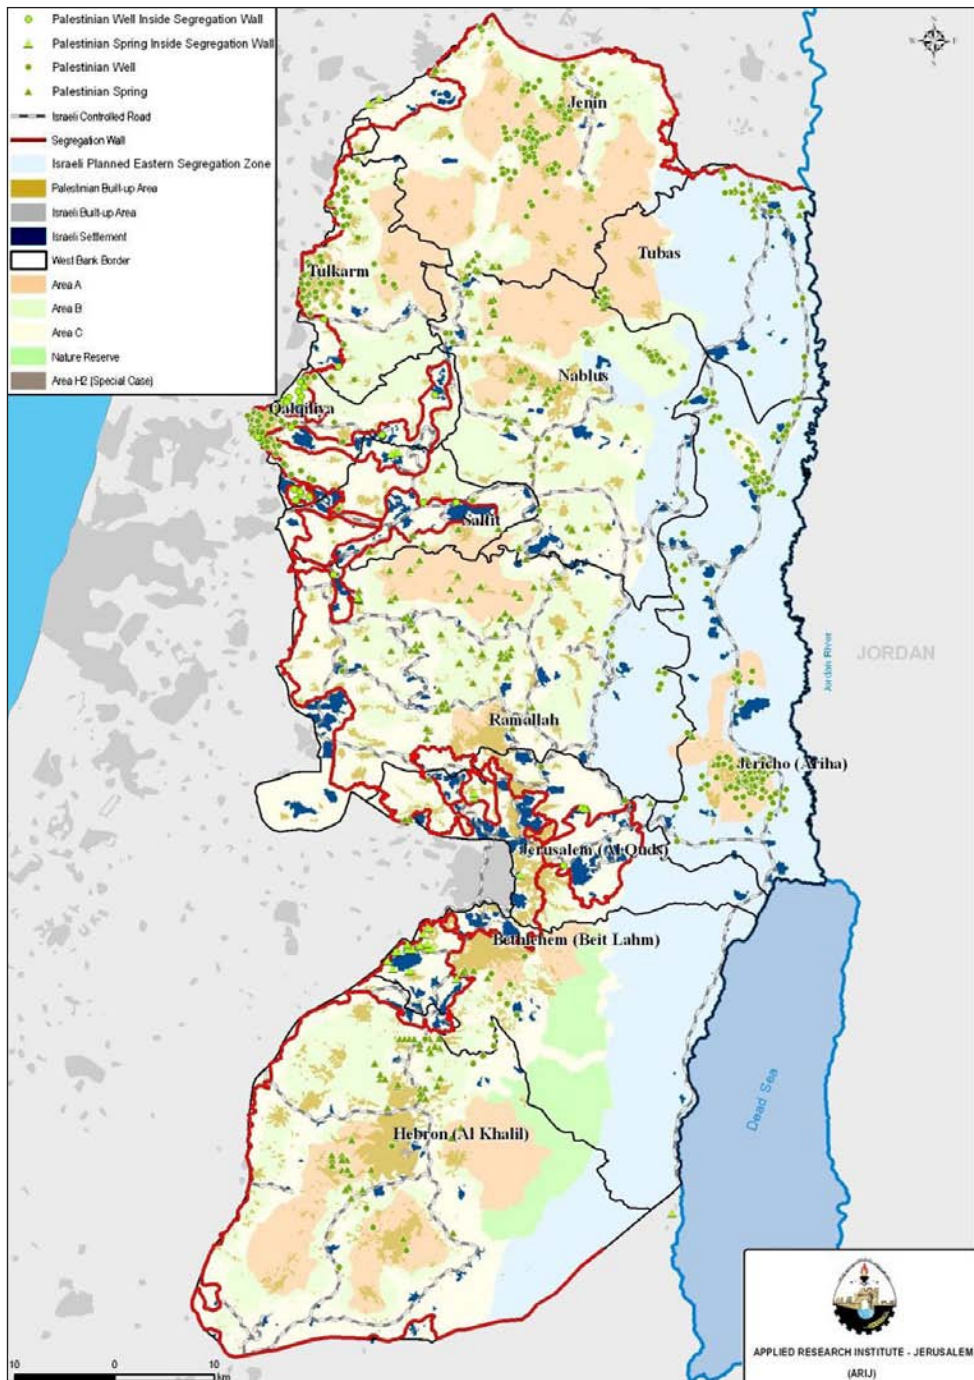 Palestinian Well Inside Segregation Wall
Palestinian Spring Inside Segregation Wall
Palestinian Well
Palestinian Spring
Israeli Controlled Road
Segregation Wall
Israeli Planned Eastern Segregation Zone
Palestinian Built-up Area
Israeli Built-up Area
Israeli Settlement
West Bank Border
Area A
Area B
Area C
Nature Reserve
Area H2 (Special Case)
N
Jenin
Tubas
Tulkarm
Nablus
Qalqiliya
Salfit
JORDAN
Jordan River
Ramallah
Jericho (Ariha)
Jerusalem (Al Quds)
Bethlehem (Beit Lahm)
Dead Sea
Hebron (Al Khalil)
10 0 10
km
APPLIED RESEARCH INSTITUTE - JERUSALEM
(ARIJ)